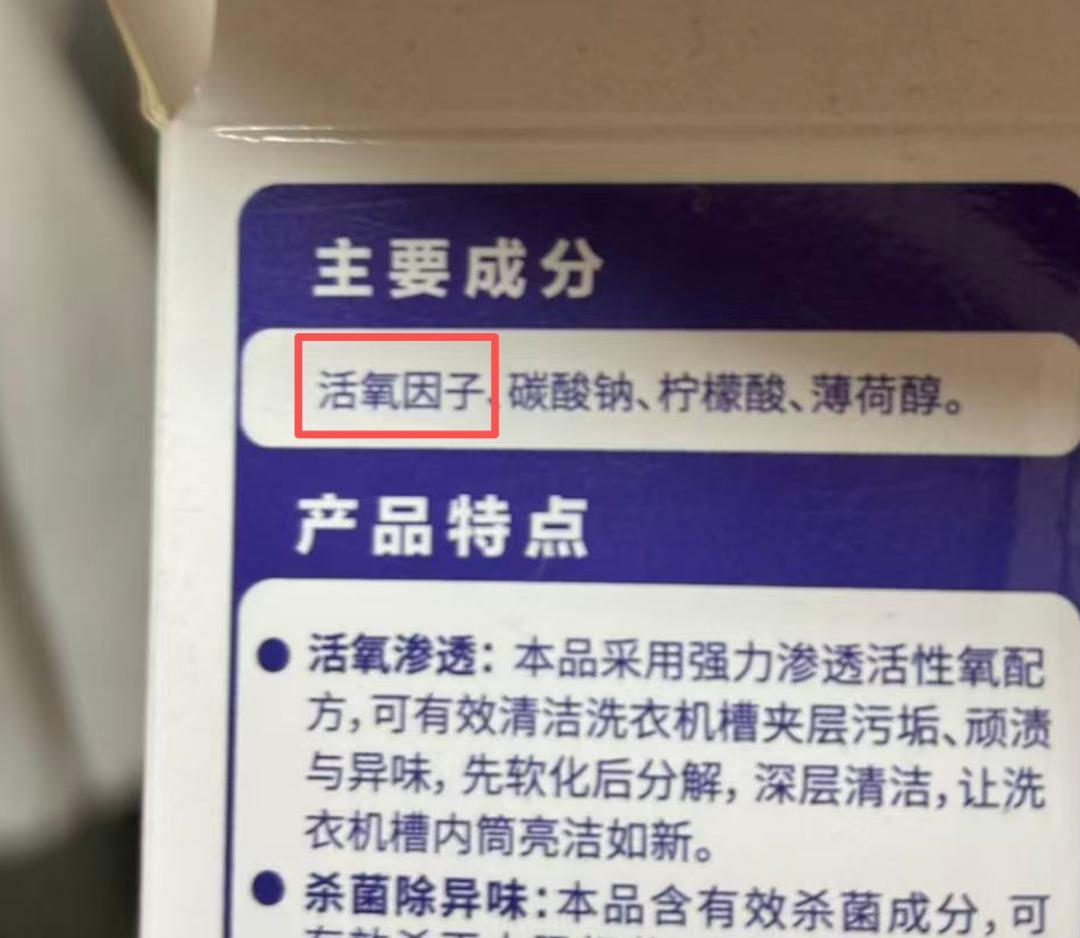 主要成分
活氧因子、碳酸钠、柠檬酸、薄荷醇。
产品特点
● 活氧渗透：本品采用强力渗透活性氧配
方，可有效清洁洗衣机槽夹层污垢、顽渍
与异味，先软化后分解，深层清洁，让洗
衣机槽内筒亮洁如新。
● 杀菌除异味：本品含有效杀菌成分，可